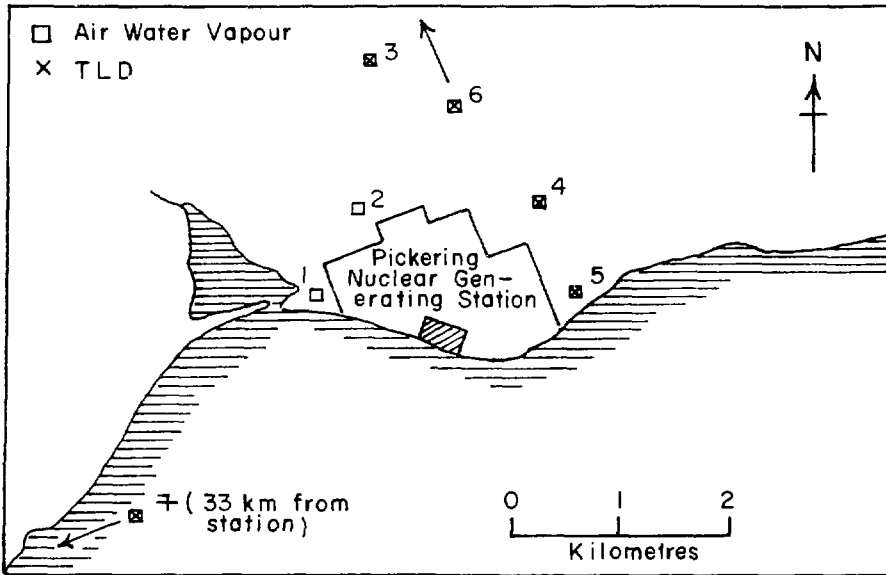 Air Water Vapour
TLD
3
6
N
2
4
Pickering
Nuclear Gen-
erating Station
1
5
7 (33 km from
station)
0 1 2
Kilometres